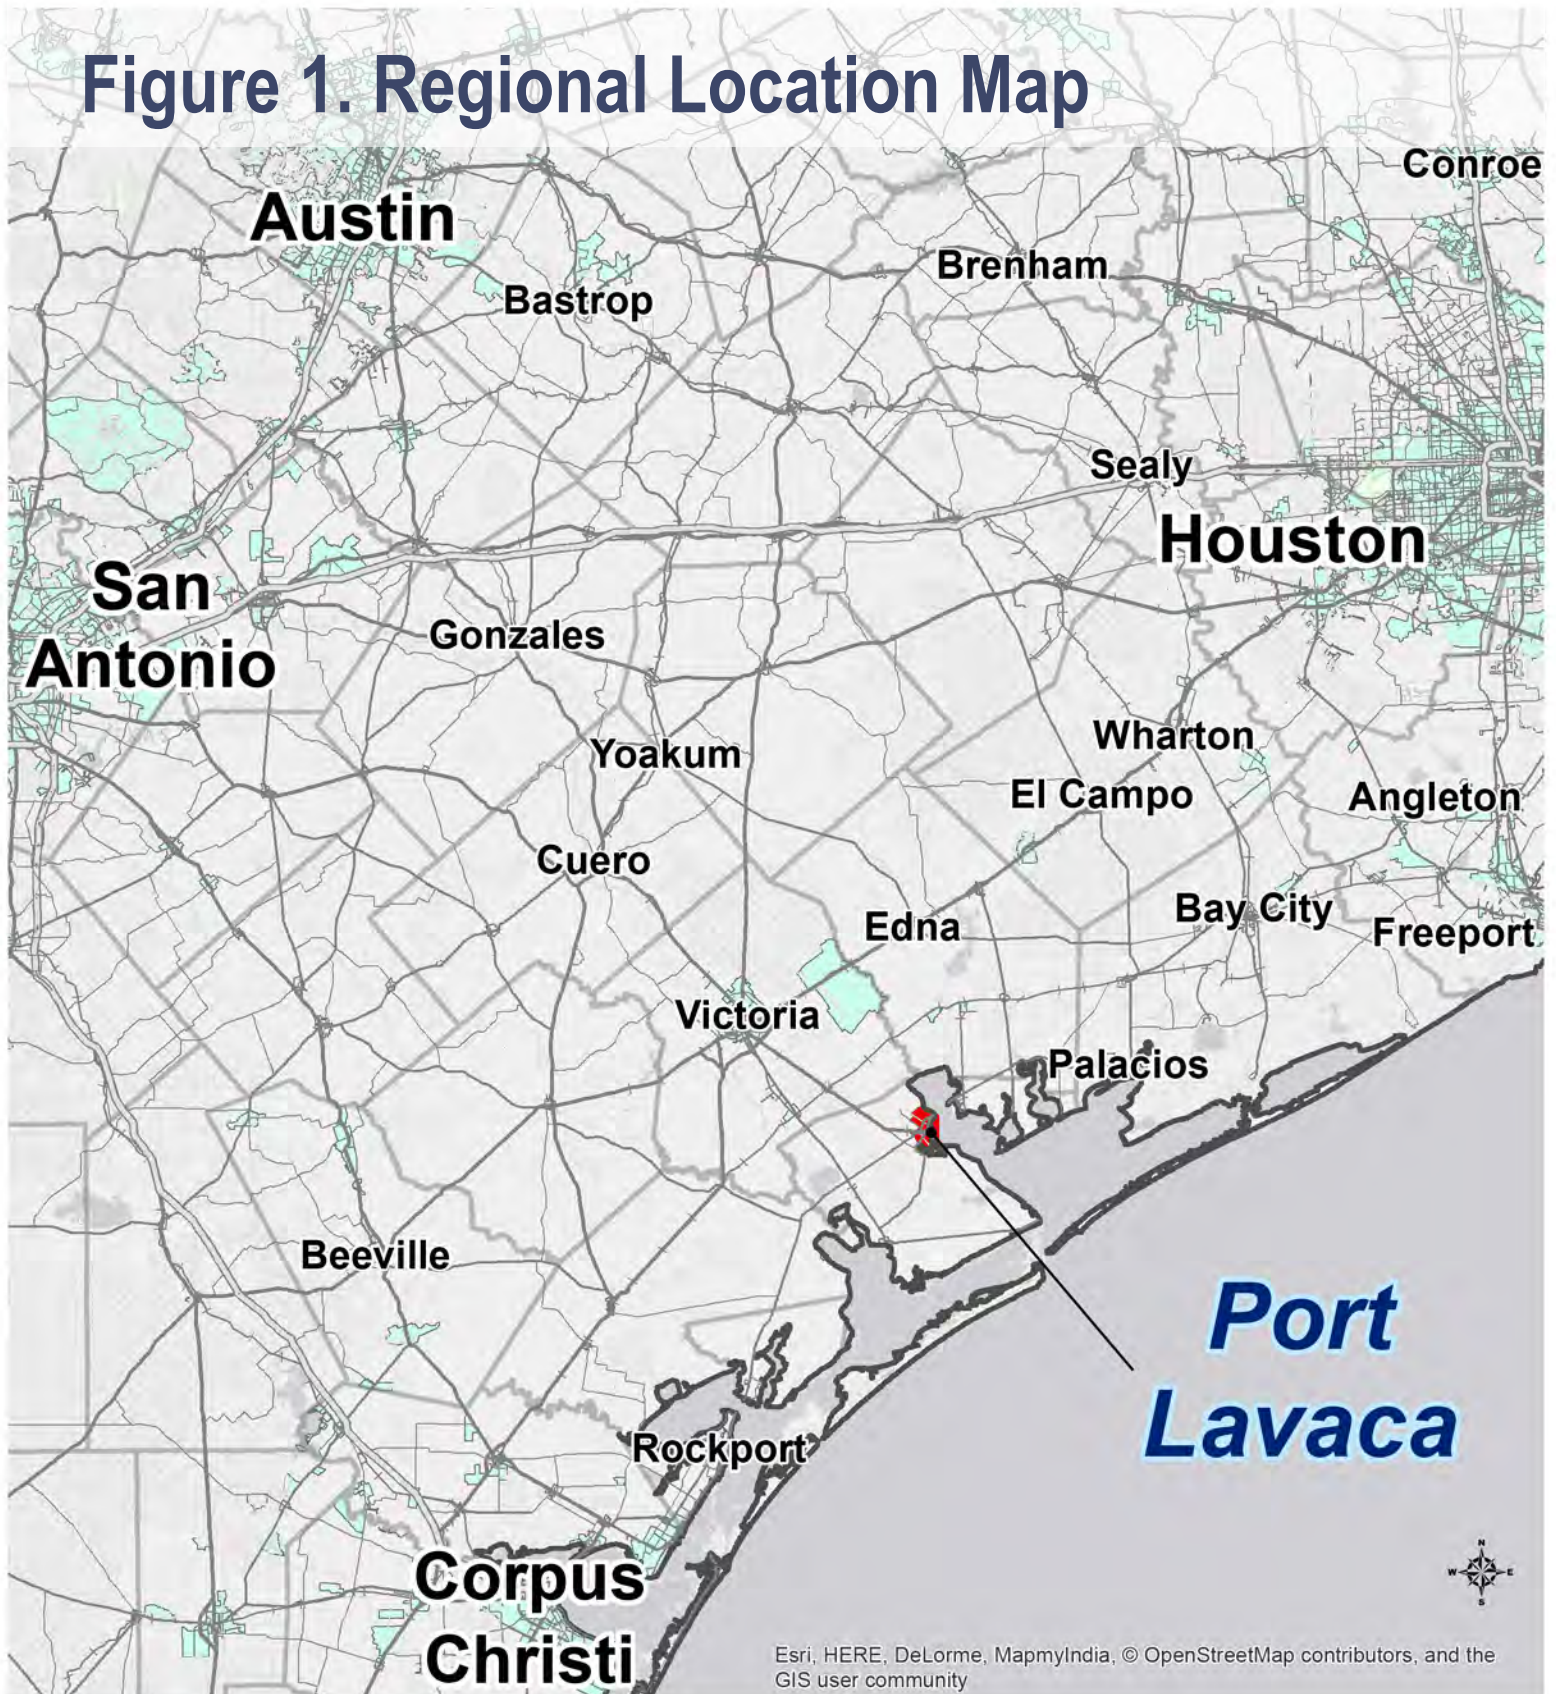 Figure 1. Regional Location Map
Conroe
Austin
Brenham
Bastrop
Sealy
Houston
San
Antonio
Gonzales
Wharton
Yoakum
El Campo
Angleton
Cuero
Bay City
Edna
Freeport
Victoria
Palacios
Beeville
Port
Lavaca
Rockport
N
W
E
S
Corpus
Christi
Esri, HERE, DeLorme, MapmyIndia, © OpenStreetMap contributors, and the
GIS user community